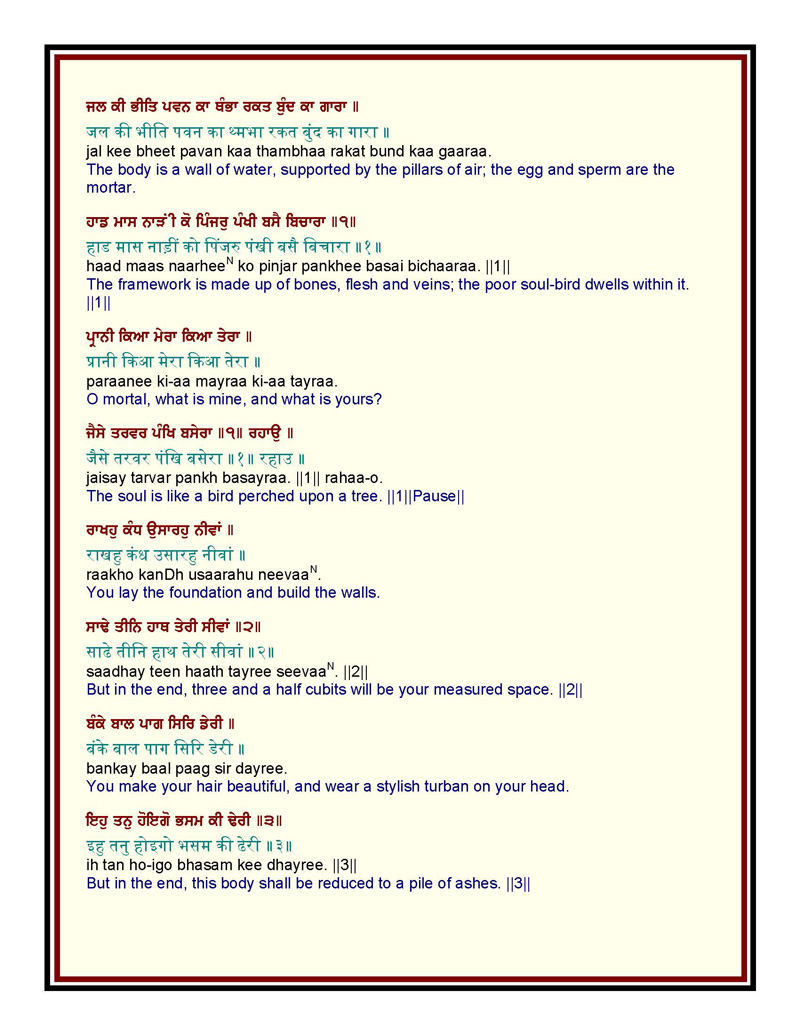 ਜਲ ਕੀ ਭੀਤਿ ਪਵਨ ਕਾ ਥੰਭਾ ਰਕਤ ਬੁੰਦ ਕਾ ਗਾਰਾ ॥
जल की भीति पवन का थ्मभा रकत बुंद का गारा ॥
jal kee bheet pavan kaa thambhaa rakat bund kaa gaaraa.
The body is a wall of water, supported by the pillars of air; the egg and sperm are the
mortar.
ਹਾਡ ਮਾਸ ਨਾੜੀਂ ਕੋ ਪਿੰਜਰੁ ਪੰਖੀ ਬਸੈ ਬਿਚਾਰਾ ॥੧॥
हाड मास नाड़ीं को पिंजरु पंखी बसै बिचारा ॥१॥
haad maas naarheeN ko pinjar pankhee basai bichaaraa. ||1||
The framework is made up of bones, flesh and veins; the poor soul-bird dwells within it.
||1||
ਪ੍ਰਾਨੀ ਕਿਆ ਮੇਰਾ ਕਿਆ ਤੇਰਾ ॥
प्रानी किआ मेरा किआ तेरा ॥
paraanee ki-aa mayraa ki-aa tayraa.
O mortal, what is mine, and what is yours?
ਜੈਸੇ ਤਰਵਰ ਪੰਖਿ ਬਸੇਰਾ ॥੧॥ ਰਹਾਉ ॥
जैसे तरवर पंखि बसेरा ॥१॥ रहाउ ॥
jaisay tarvar pankh basayraa. ||1|| rahaa-o.
The soul is like a bird perched upon a tree. ||1||Pause||
ਰਾਖਹੁ ਕੰਧ ਉਸਾਰਹੁ ਨੀਵਾਂ ॥
राखहु कंध उसारहु नीवां ॥
raakho kanDh usaarahu neevaaN.
You lay the foundation and build the walls.
ਸਾਢੇ ਤੀਨਿ ਹਾਥ ਤੇਰੀ ਸੀਵਾਂ ॥੨॥
साढे तीनि हाथ तेरी सीवां ॥२॥
saadhay teen haath tayree seevaaN. ||2||
But in the end, three and a half cubits will be your measured space. ||2||
ਬੰਕੇ ਬਾਲ ਪਾਗ ਸਿਰਿ ਡੇਰੀ ॥
बंके बाल पाग सिरि डेरी ॥
bankay baal paag sir dayree.
You make your hair beautiful, and wear a stylish turban on your head.
ਇਹੁ ਤਨੁ ਹੋਇਗੋ ਭਸਮ ਕੀ ਢੇਰੀ ॥੩॥
इहु तनु होइगो भसम की ढेरी ॥३॥
ih tan ho-igo bhasam kee dhayree. ||3||
But in the end, this body shall be reduced to a pile of ashes. ||3||